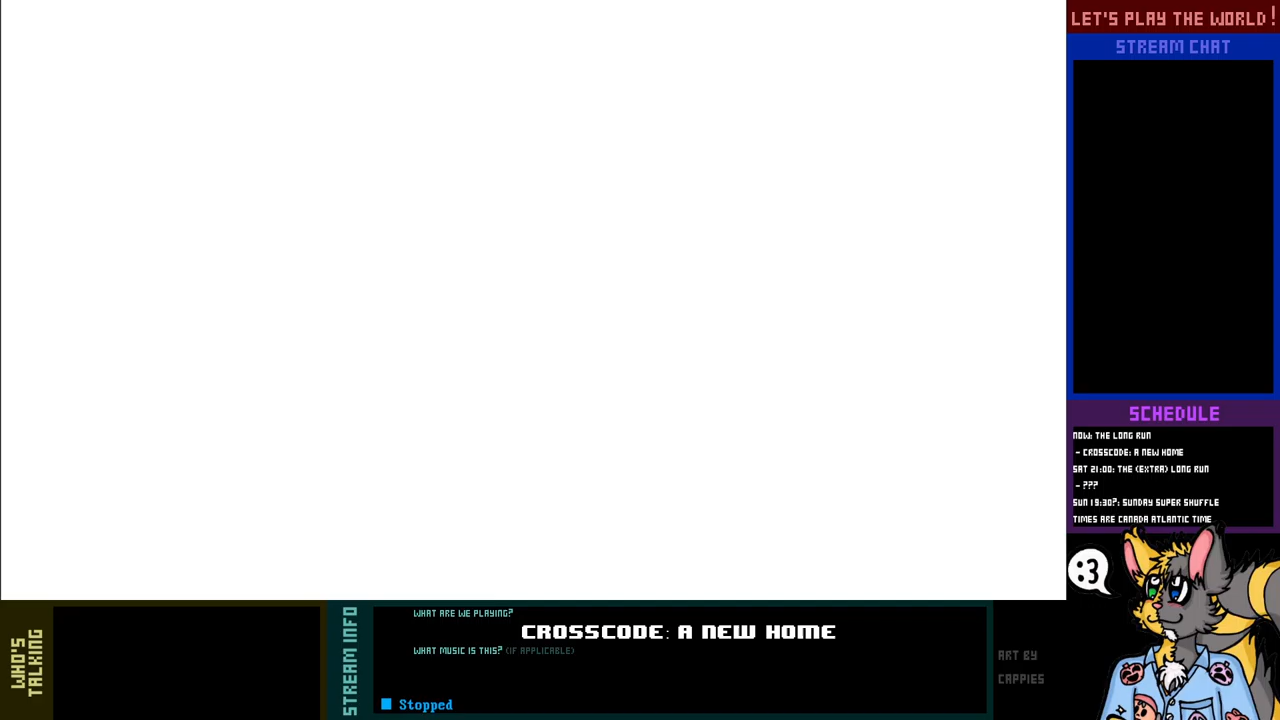 LET'S PLAY THE WORLD!
STREAM CHAT
SCHEDULE
NOW: THE LONG RUN
- CROSSCODE: A NEW HOME
SAT 21:00: THE (EXTRA) LONG RUN
- ???
SUN 19:30?: SUNDAY SUPER SHUFFLE
TIMES ARE CANADA ATLANTIC TIME
:3
WHO'S
TALKING
STREAM INFO
WHAT ARE WE PLAYING?
CROSSCODE: A NEW HOME
WHAT MUSIC IS THIS? (IF APPLICABLE)
Stopped
ART BY
CAPPIES